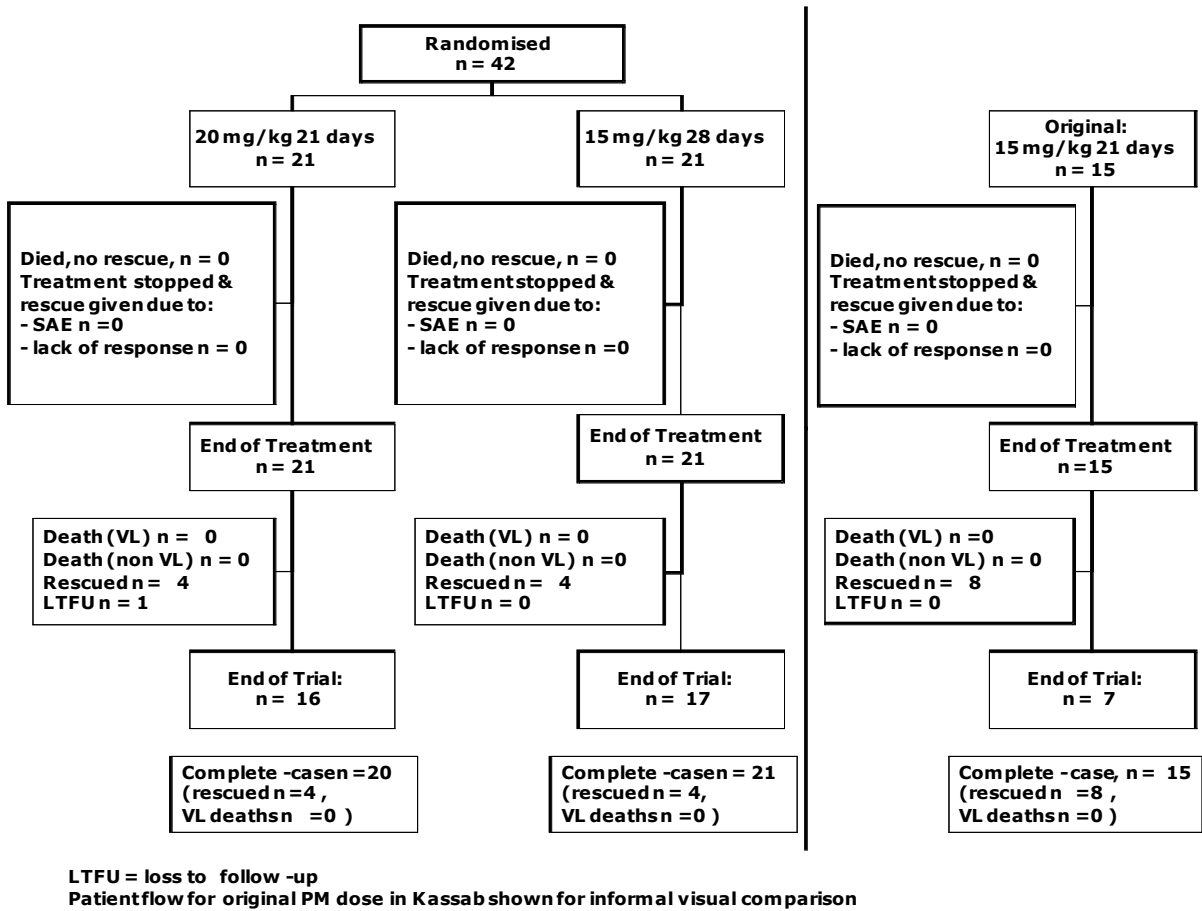 Randomised
n = 42
20 mg/kg 21 days
n = 21
15 mg/kg 28 days
n = 21
Original:
15 mg/kg 21 days
n = 15
Died, no rescue, n = 0
Treatment stopped &
rescue given due to:
- SAE n =0
- lack of response n = 0
Died, no rescue, n = 0
Treatment stopped &
rescue given due to:
- SAE n = 0
- lack of response n =0
Died, no rescue, n = 0
Treatment stopped &
rescue given due to:
- SAE n = 0
- lack of response n =0
End of Treatment
n = 21
End of Treatment
n = 21
End of Treatment
n =15
Death (VL) n = 0
Death (non VL) n = 0
Rescued n = 4
LTFU n = 1
Death (VL) n = 0
Death (non VL) n =0
Rescued n = 4
LTFU n = 0
Death (VL) n =0
Death (non VL) n = 0
Rescued n = 8
LTFU n = 0
End of Trial:
n = 16
End of Trial:
n = 17
End of Trial:
n = 7
Complete -case n =20
(rescued n =4 ,
VL deaths n =0 )
Complete -case n = 21
(rescued n = 4,
VL deaths n =0 )
Complete -case, n = 15
(rescued n =8 ,
VL deaths n =0 )
LTFU = loss to follow -up
Patient flow for original PM dose in Kassab shown for informal visual comparison